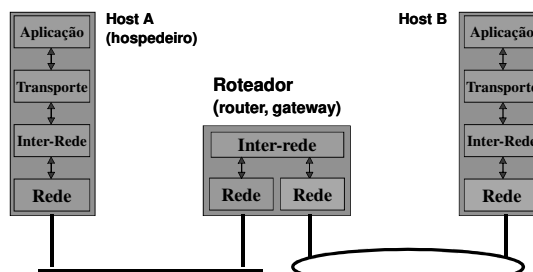 Host A
(hospedeiro)
Aplicação
Transporte
Inter-Rede
Rede
Roteador
(router, gateway)
Inter-rede
Rede Rede
Host B
Aplicação
Transporte
Inter-Rede
Rede